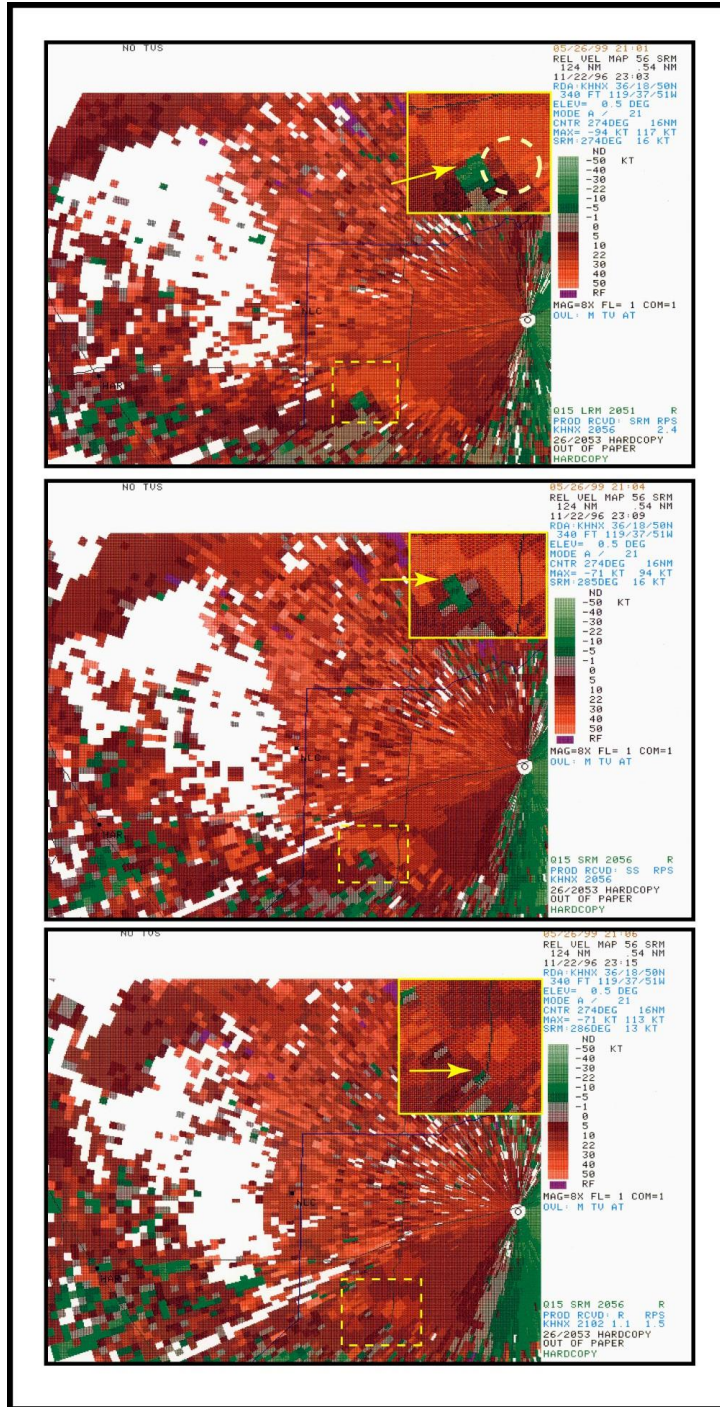 NO TVS
05/26/99 21:01
REL VEL MAP 56 SRM
124 NM .54 NM
11/22/96 23:03
RDA:KHNX 36/18/50N
340 FT 119/37/51W
ELEV= 0.5 DEG
MODE A / 21
CNTR 274DEG 16NM
MAX= -94 KT 117 KT
SRM:274DEG 16 KT
ND
-50 KT
-40
-30
-22
-10
-5
-1
0
5
10
22
30
40
50
RF
MAG=8X FL= 1 COM=1
OVL: M TV AT
NLC
HAR
Q15 LRM 2051 R
PROD RCVD: SRM RPS
KHNX 2056 2.4
26/2053 HARDCOPY
OUT OF PAPER
HARDCOPY
NO TVS
05/26/99 21:04
REL VEL MAP 56 SRM
124 NM .54 NM
11/22/96 23:09
RDA:KHNX 36/18/50N
340 FT 119/37/51W
ELEV= 0.5 DEG
MODE A / 21
CNTR 274DEG 16NM
MAX= -71 KT 94 KT
SRM:285DEG 16 KT
ND
-50 KT
-40
-30
-22
-10
-5
-1
0
5
10
22
30
40
50
RF
MAG=8X FL= 1 COM=1
OVL: M TV AT
NLC
HAR
Q15 SRM 2056 R
PROD RCVD: SS RPS
KHNX 2056
26/2053 HARDCOPY
OUT OF PAPER
HARDCOPY
NO TVS
05/26/99 21:06
REL VEL MAP 56 SRM
124 NM .54 NM
11/22/96 23:15
RDA:KHNX 36/18/50N
340 FT 119/37/51W
ELEV= 0.5 DEG
MODE A / 21
CNTR 274DEG 16NM
MAX= -71 KT 113 KT
SRM:286DEG 13 KT
ND
-50 KT
-40
-30
-22
-10
-5
-1
0
5
10
22
30
40
50
RF
MAG=8X FL= 1 COM=1
OVL: M TV AT
NLC
HAR
Q15 SRM 2056 R
PROD RCVD: R RPS
KHNX 2102 1.1 1.5
26/2053 HARDCOPY
OUT OF PAPER
HARDCOPY